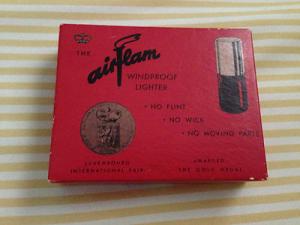 THE
airflam
WINDPROOF
LIGHTER
• NO FLINT
• NO WICK
• NO MOVING PARTS
LUXEMBOURG
INTERNATIONAL FAIR
AWARDED
THE GOLD MEDAL